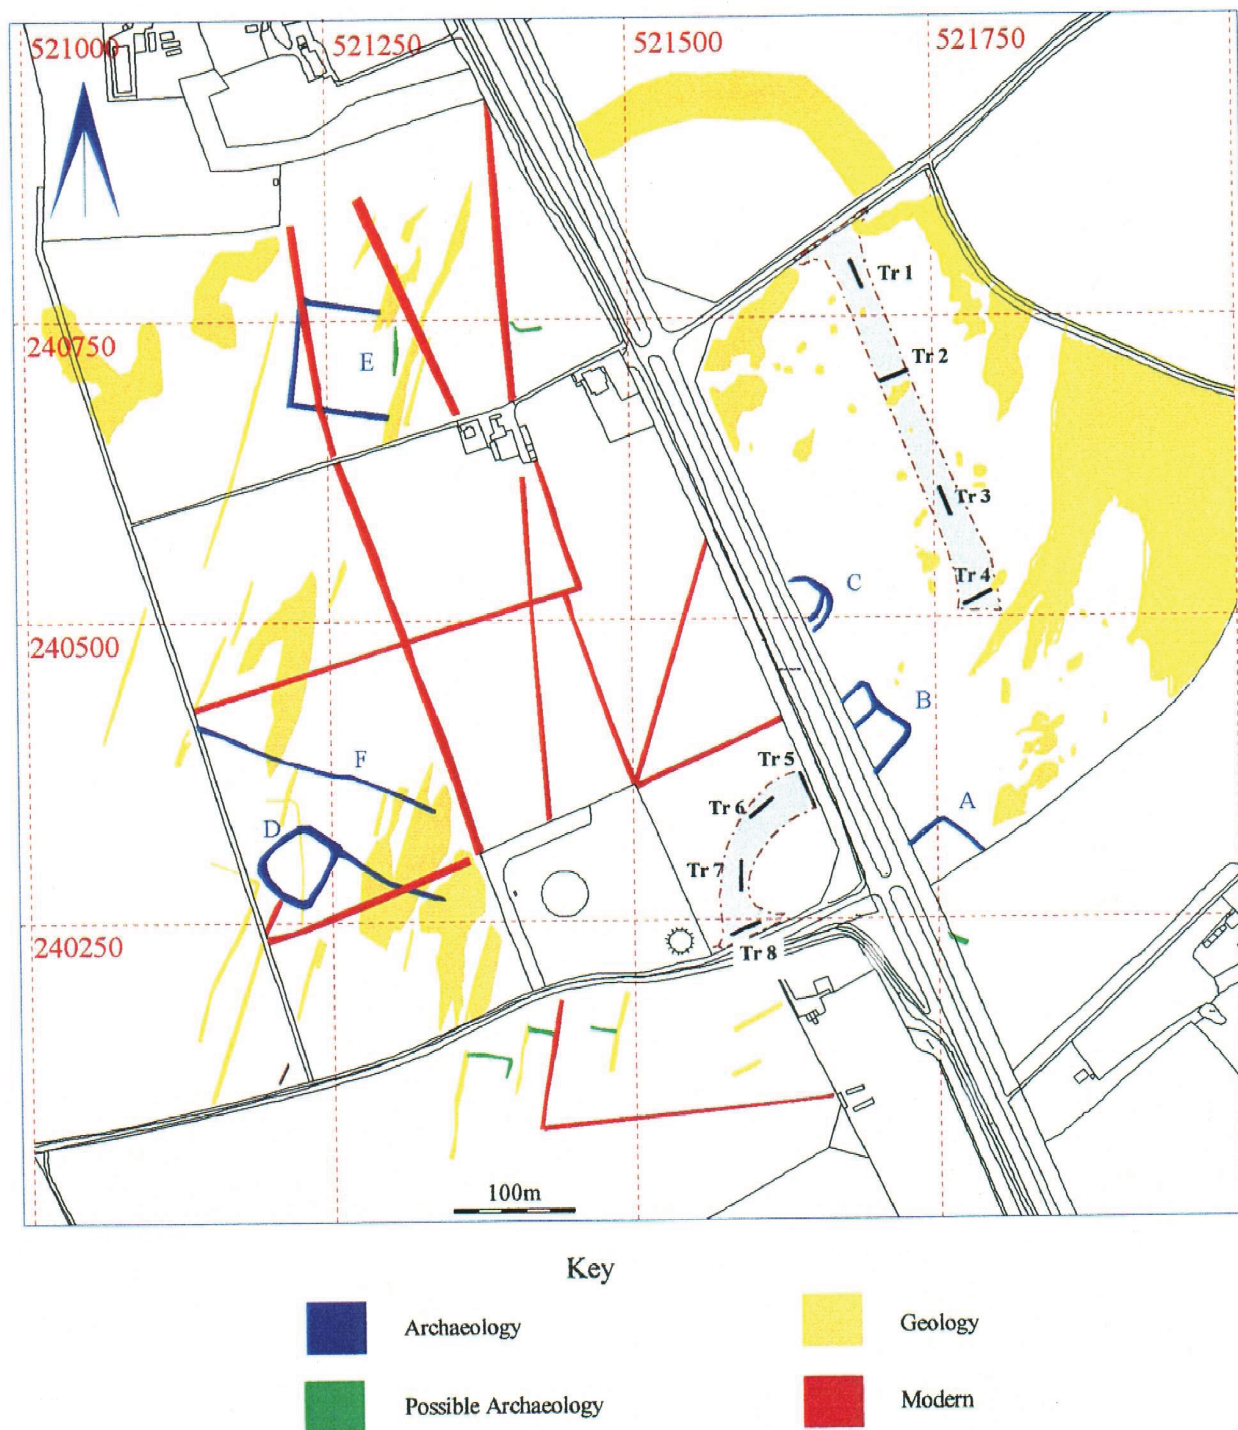 521000 521250 521500 521750
Tr 1
240750
E
Tr 2
Tr 3
Tr 4
C
240500
B
F
Tr 5
Tr 6
A
D
Tr 7
240250
Tr 8
100m
Key
Archaeology Geology
Possible Archaeology Modern